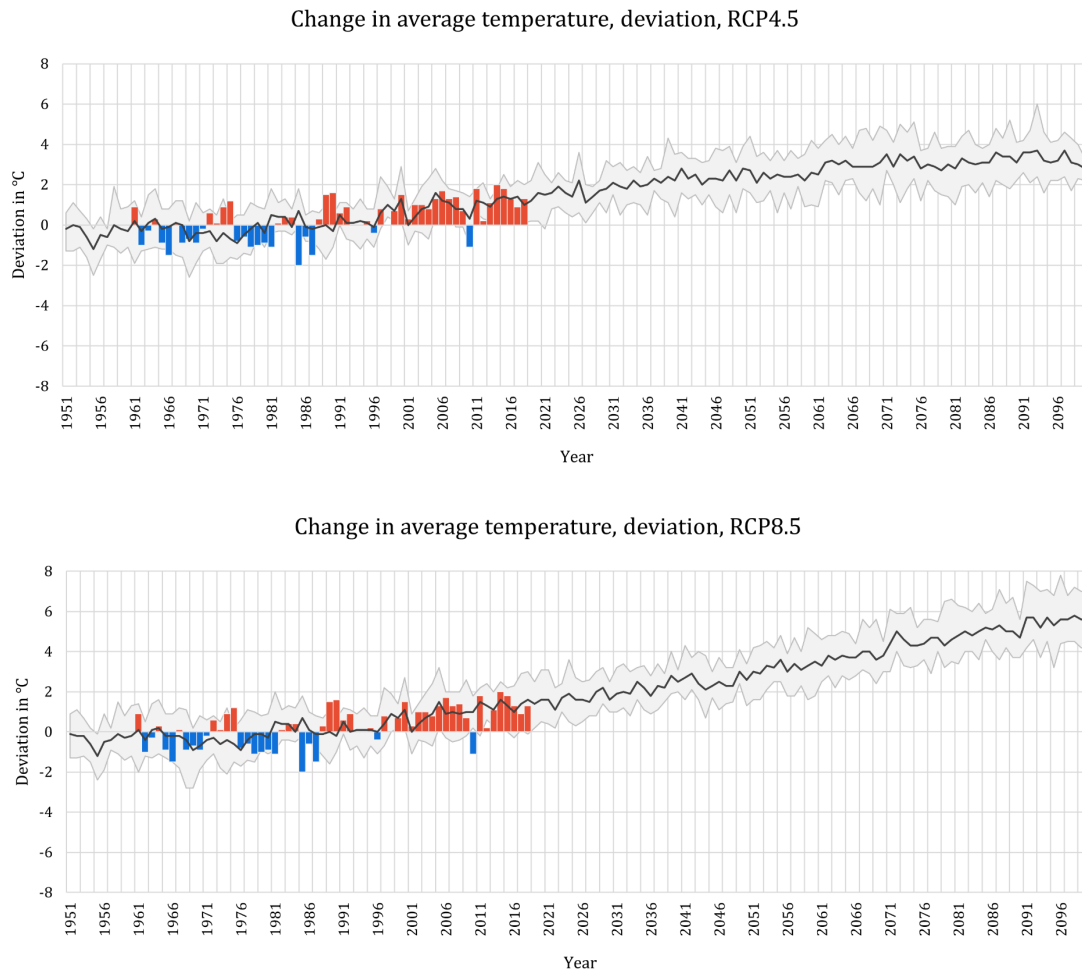 Change in average temperature, deviation, RCP4.5
8
6
4
2
0
-2
-4
-6
-8
Deviation in °C
1951 1956 1961 1966 1971 1976 1981 1986 1991 1996 2001 2006 2011 2016 2021 2026 2031 2036 2041 2046 2051 2056 2061 2066 2071 2076 2081 2086 2091 2096
Year
Change in average temperature, deviation, RCP8.5
8
6
4
2
0
-2
-4
-6
-8
Deviation in °C
1951 1956 1961 1966 1971 1976 1981 1986 1991 1996 2001 2006 2011 2016 2021 2026 2031 2036 2041 2046 2051 2056 2061 2066 2071 2076 2081 2086 2091 2096
Year